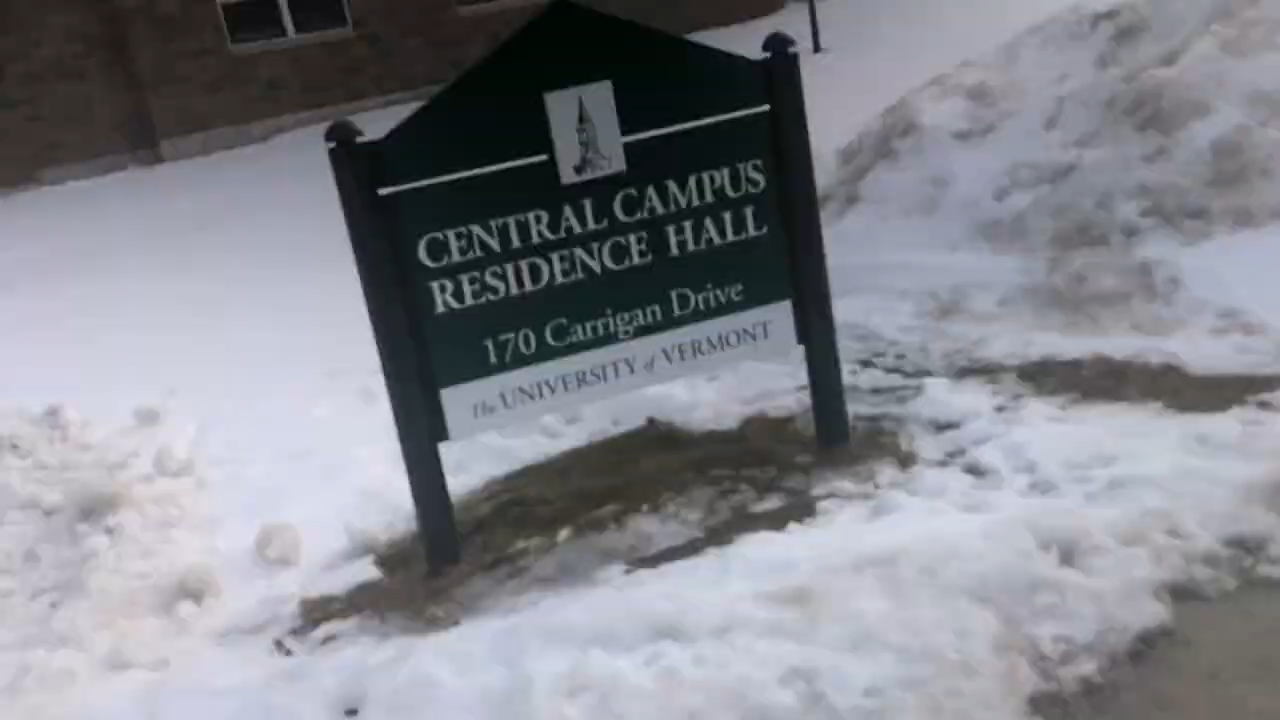 CENTRAL CAMPUS
RESIDENCE HALL
170 Carrigan Drive
The UNIVERSITY of VERMONT